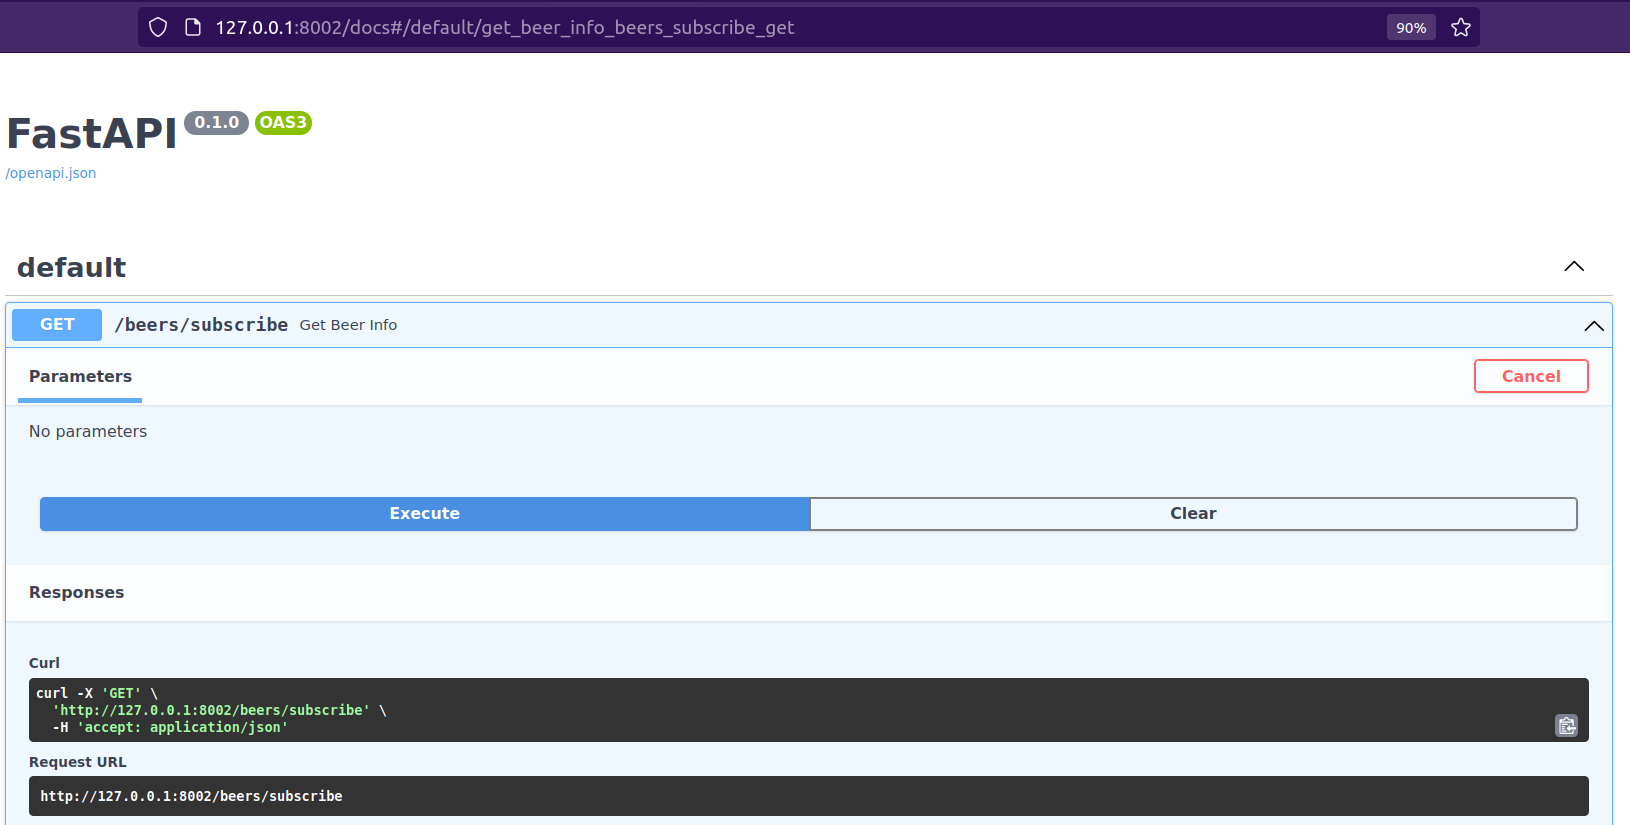 127.0.0.1:8002/docs#/default/get_beer_info_beers_subscribe_get
90%
FastAPI 0.1.0 OAS3
/openapi.json
default
GET /beers/subscribe Get Beer Info
Parameters
Cancel
No parameters
Execute
Clear
Responses
Curl
curl -X 'GET' \
  'http://127.0.0.1:8002/beers/subscribe' \
  -H 'accept: application/json'
Request URL
http://127.0.0.1:8002/beers/subscribe